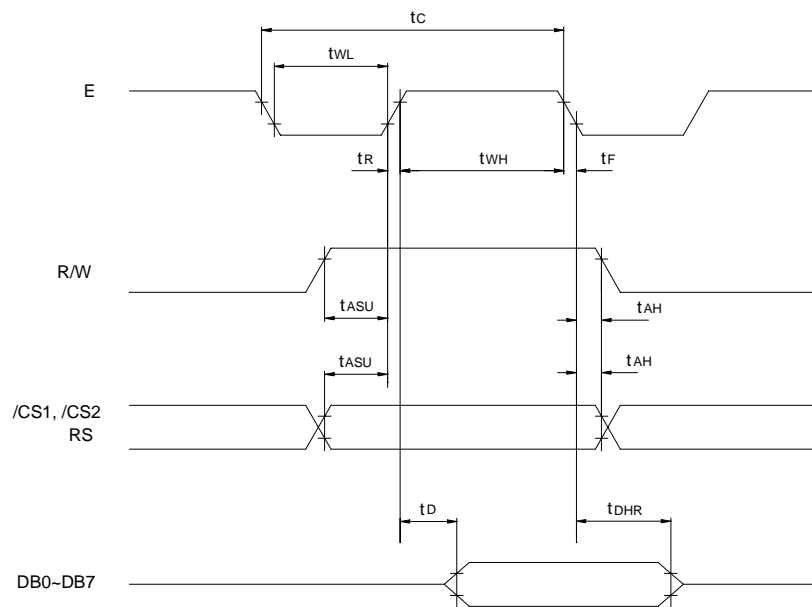 tC
tWL
E
tR
tWH
tF
R/W
tASU
tAH
tASU
tAH
/CS1, /CS2
RS
tD
tDHR
DB0~DB7